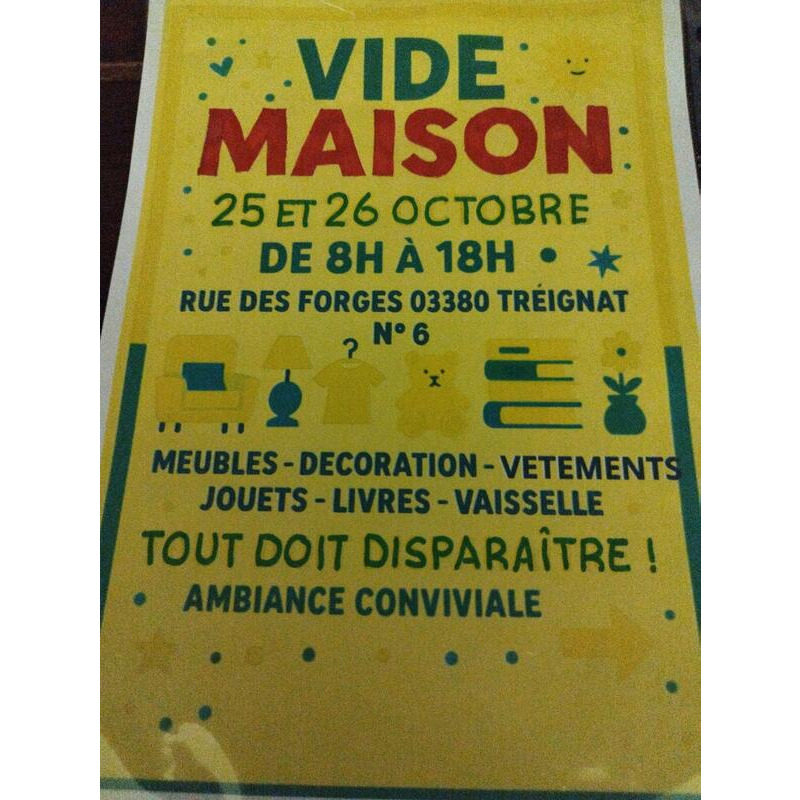 VIDE
MAISON
25 ET 26 OCTOBRE
DE 8H À 18H
RUE DES FORGES 03380 TRÉIGNAT
N° 6
?
MEUBLES - DECORATION - VETEMENTS
JOUETS - LIVRES - VAISSELLE
TOUT DOIT DISPARAÎTRE !
AMBIANCE CONVIVIALE